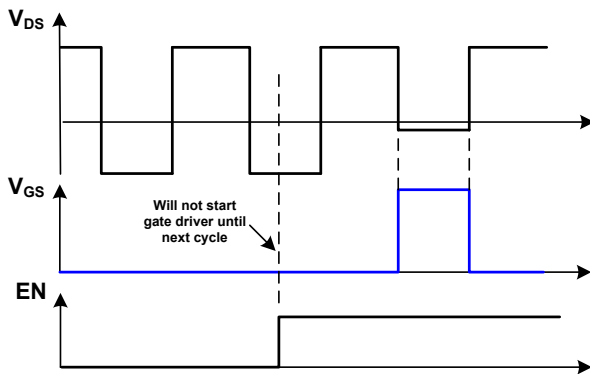 VDS
VGS
Will not start
gate driver until
next cycle
EN